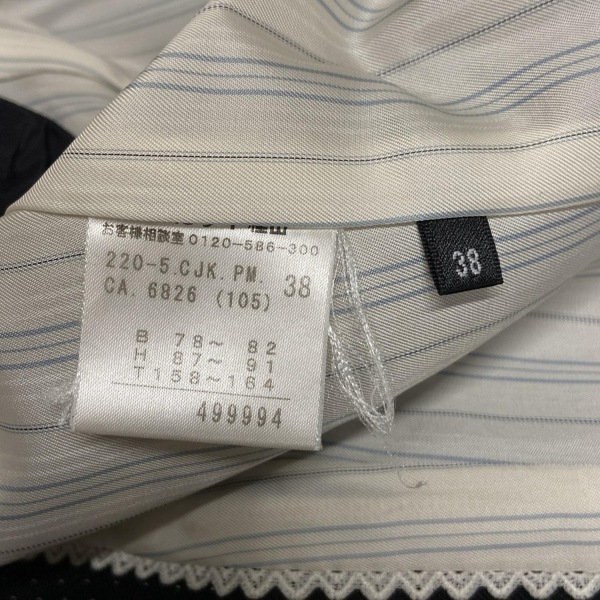 お客様相談室 0120-586-300
220-5.CJK.PM. 38
CA. 6826 (105)
B 78～ 82
H 87～ 91
T158～164
499994
38